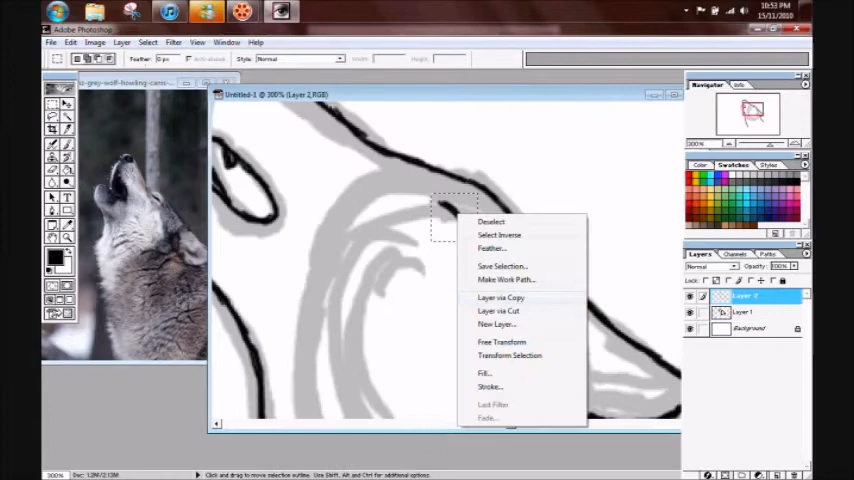 10:53 PM
15/11/2010
Adobe Photoshop
File Edit Image Layer Select Filter View Window Help
Feather: 0 px Anti-aliased Style: Normal Width: Height:
-grey-wolf-howling-canis-...
Untitled-1 @ 300% (Layer 2,RGB)
Deselect
Select Inverse
Feather...
Save Selection...
Make Work Path...
Layer via Copy
Layer via Cut
New Layer...
Free Transform
Transform Selection
Fill...
Stroke...
Last Filter
Fade...
Navigator Info
300%
Color Swatches Styles
Layers Channels Paths
Normal Opacity: 100%
Lock:
Layer 2
Layer 1
Background
300% Doc: 1.2M/2.13M Click and drag to move selection outline. Use Shift, Alt, and Ctrl for additional options.